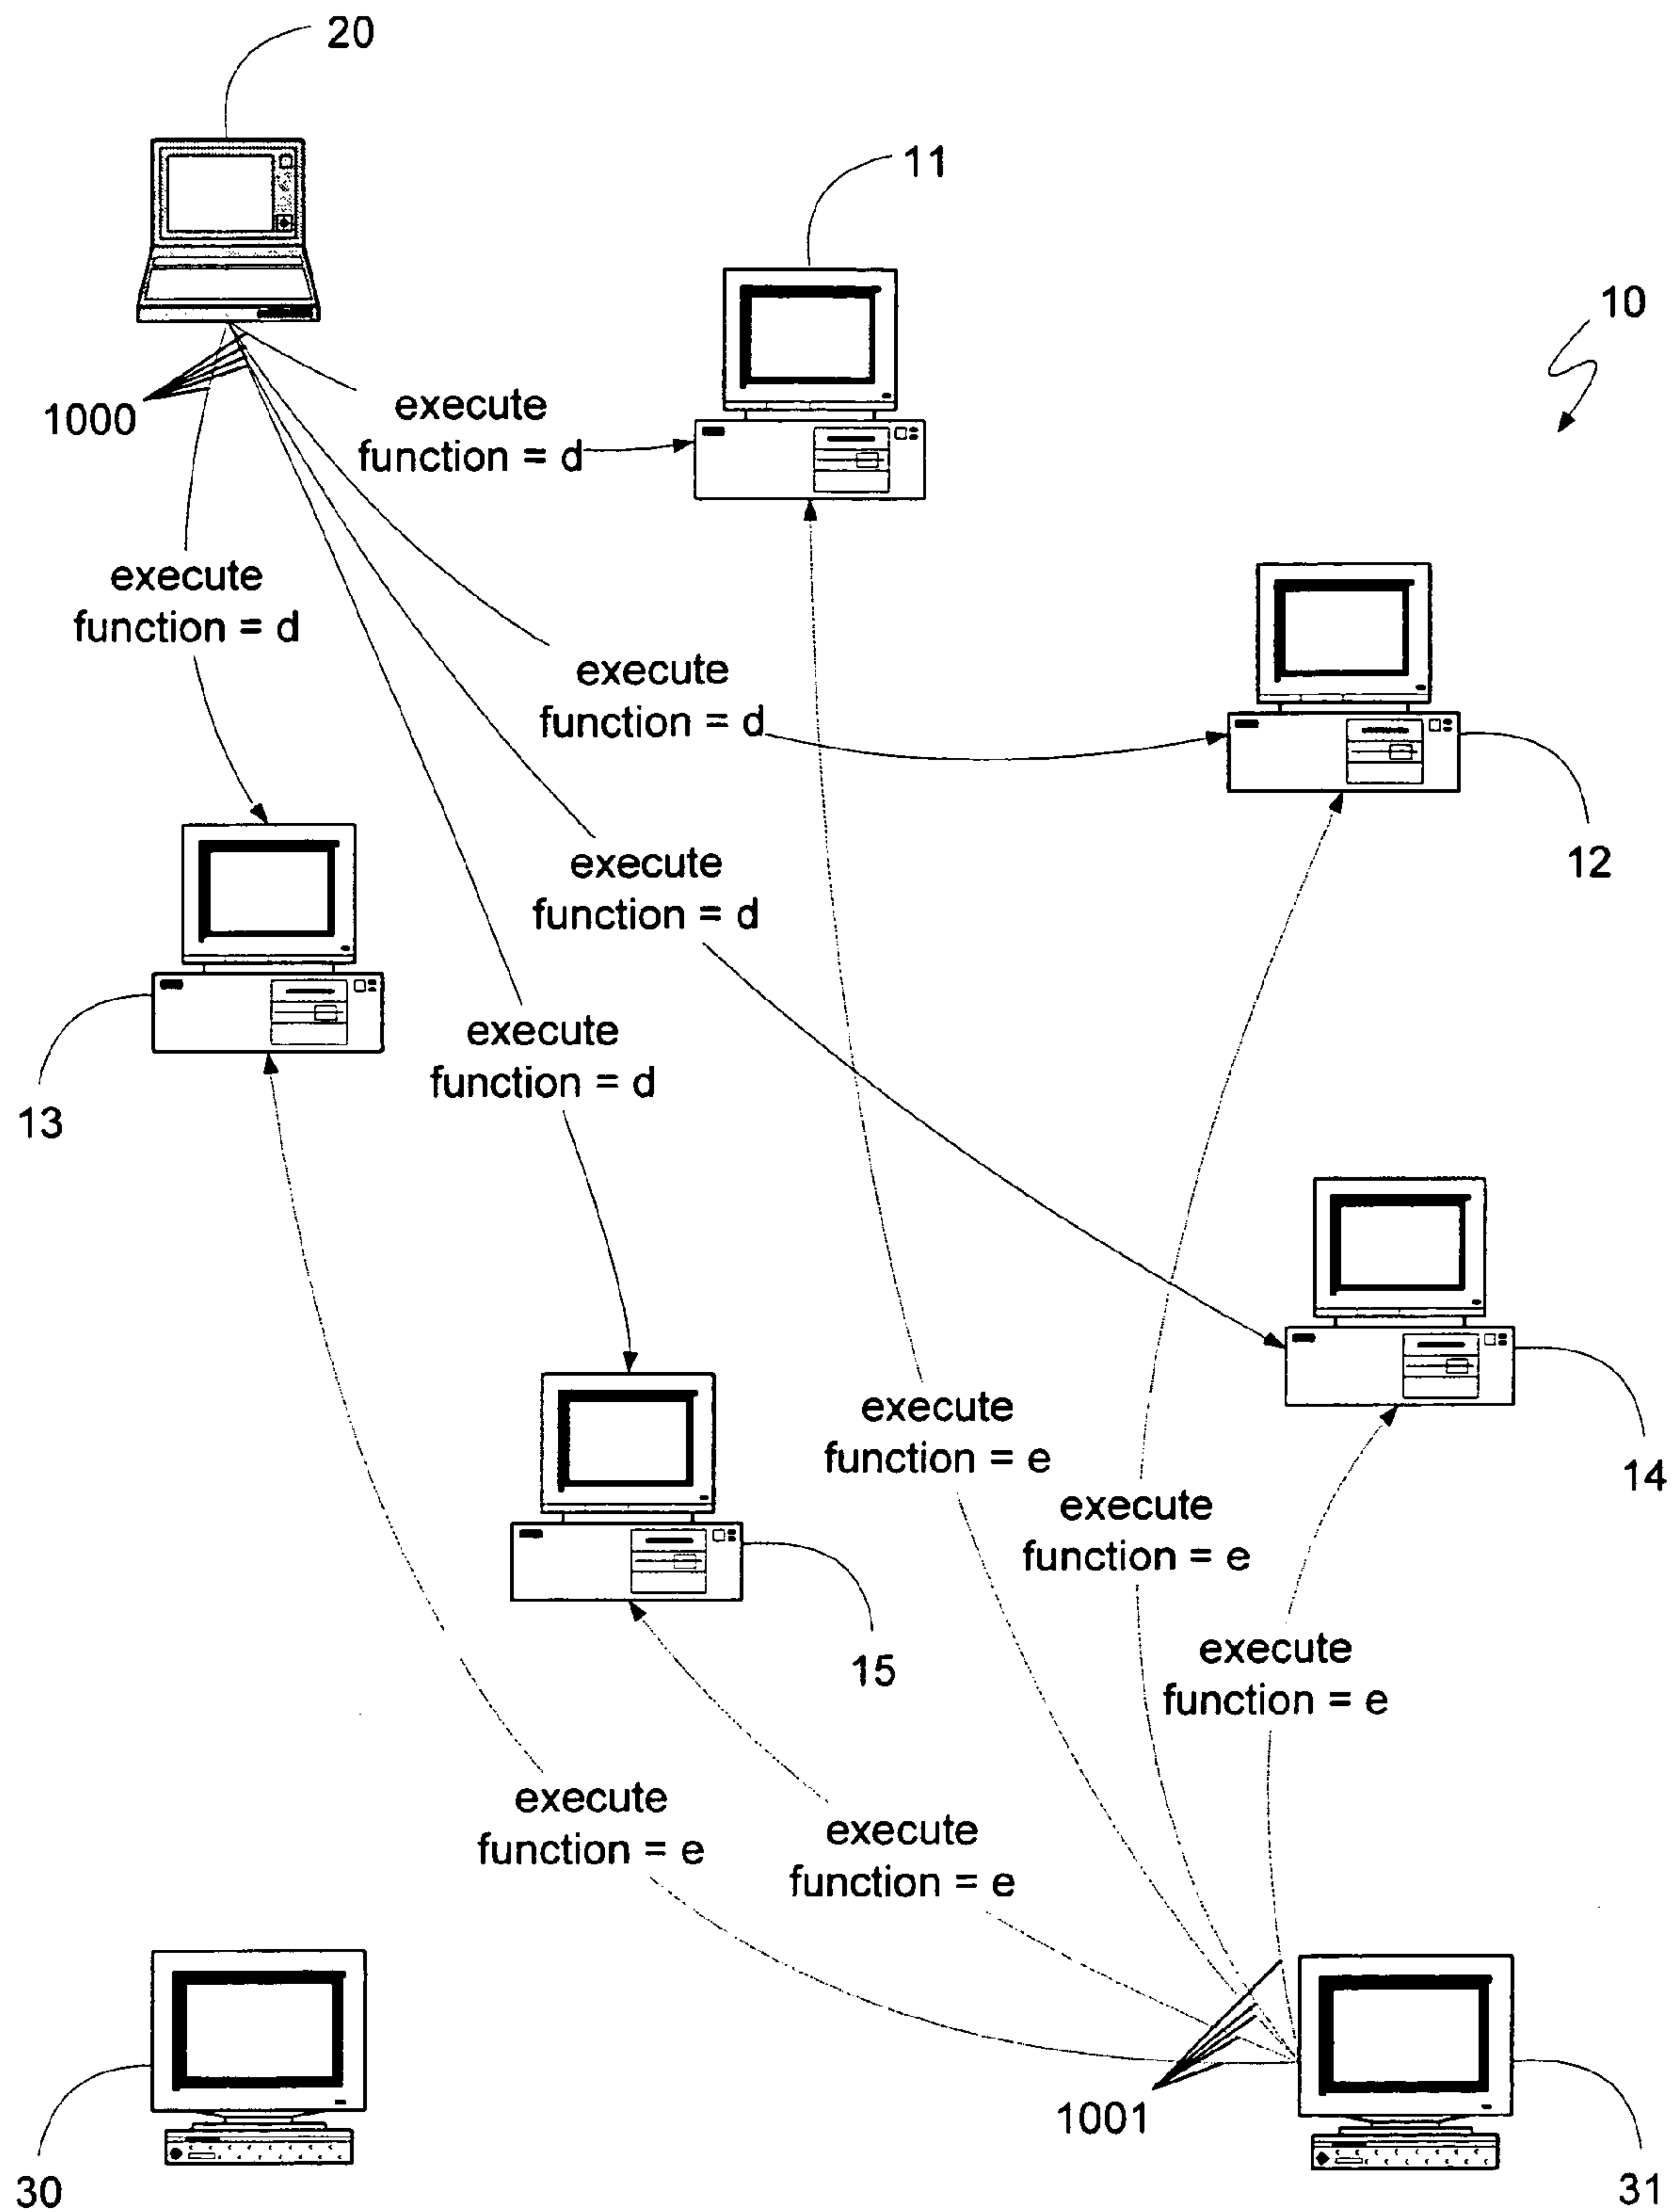 20
11
10
1000
execute
function = d
execute
function = d
execute
function = d
12
execute
function = d
13
execute
function = d
14
execute
function = e
execute
function = e
15
execute
function = e
execute
function = e
execute
function = e
1001
30
31